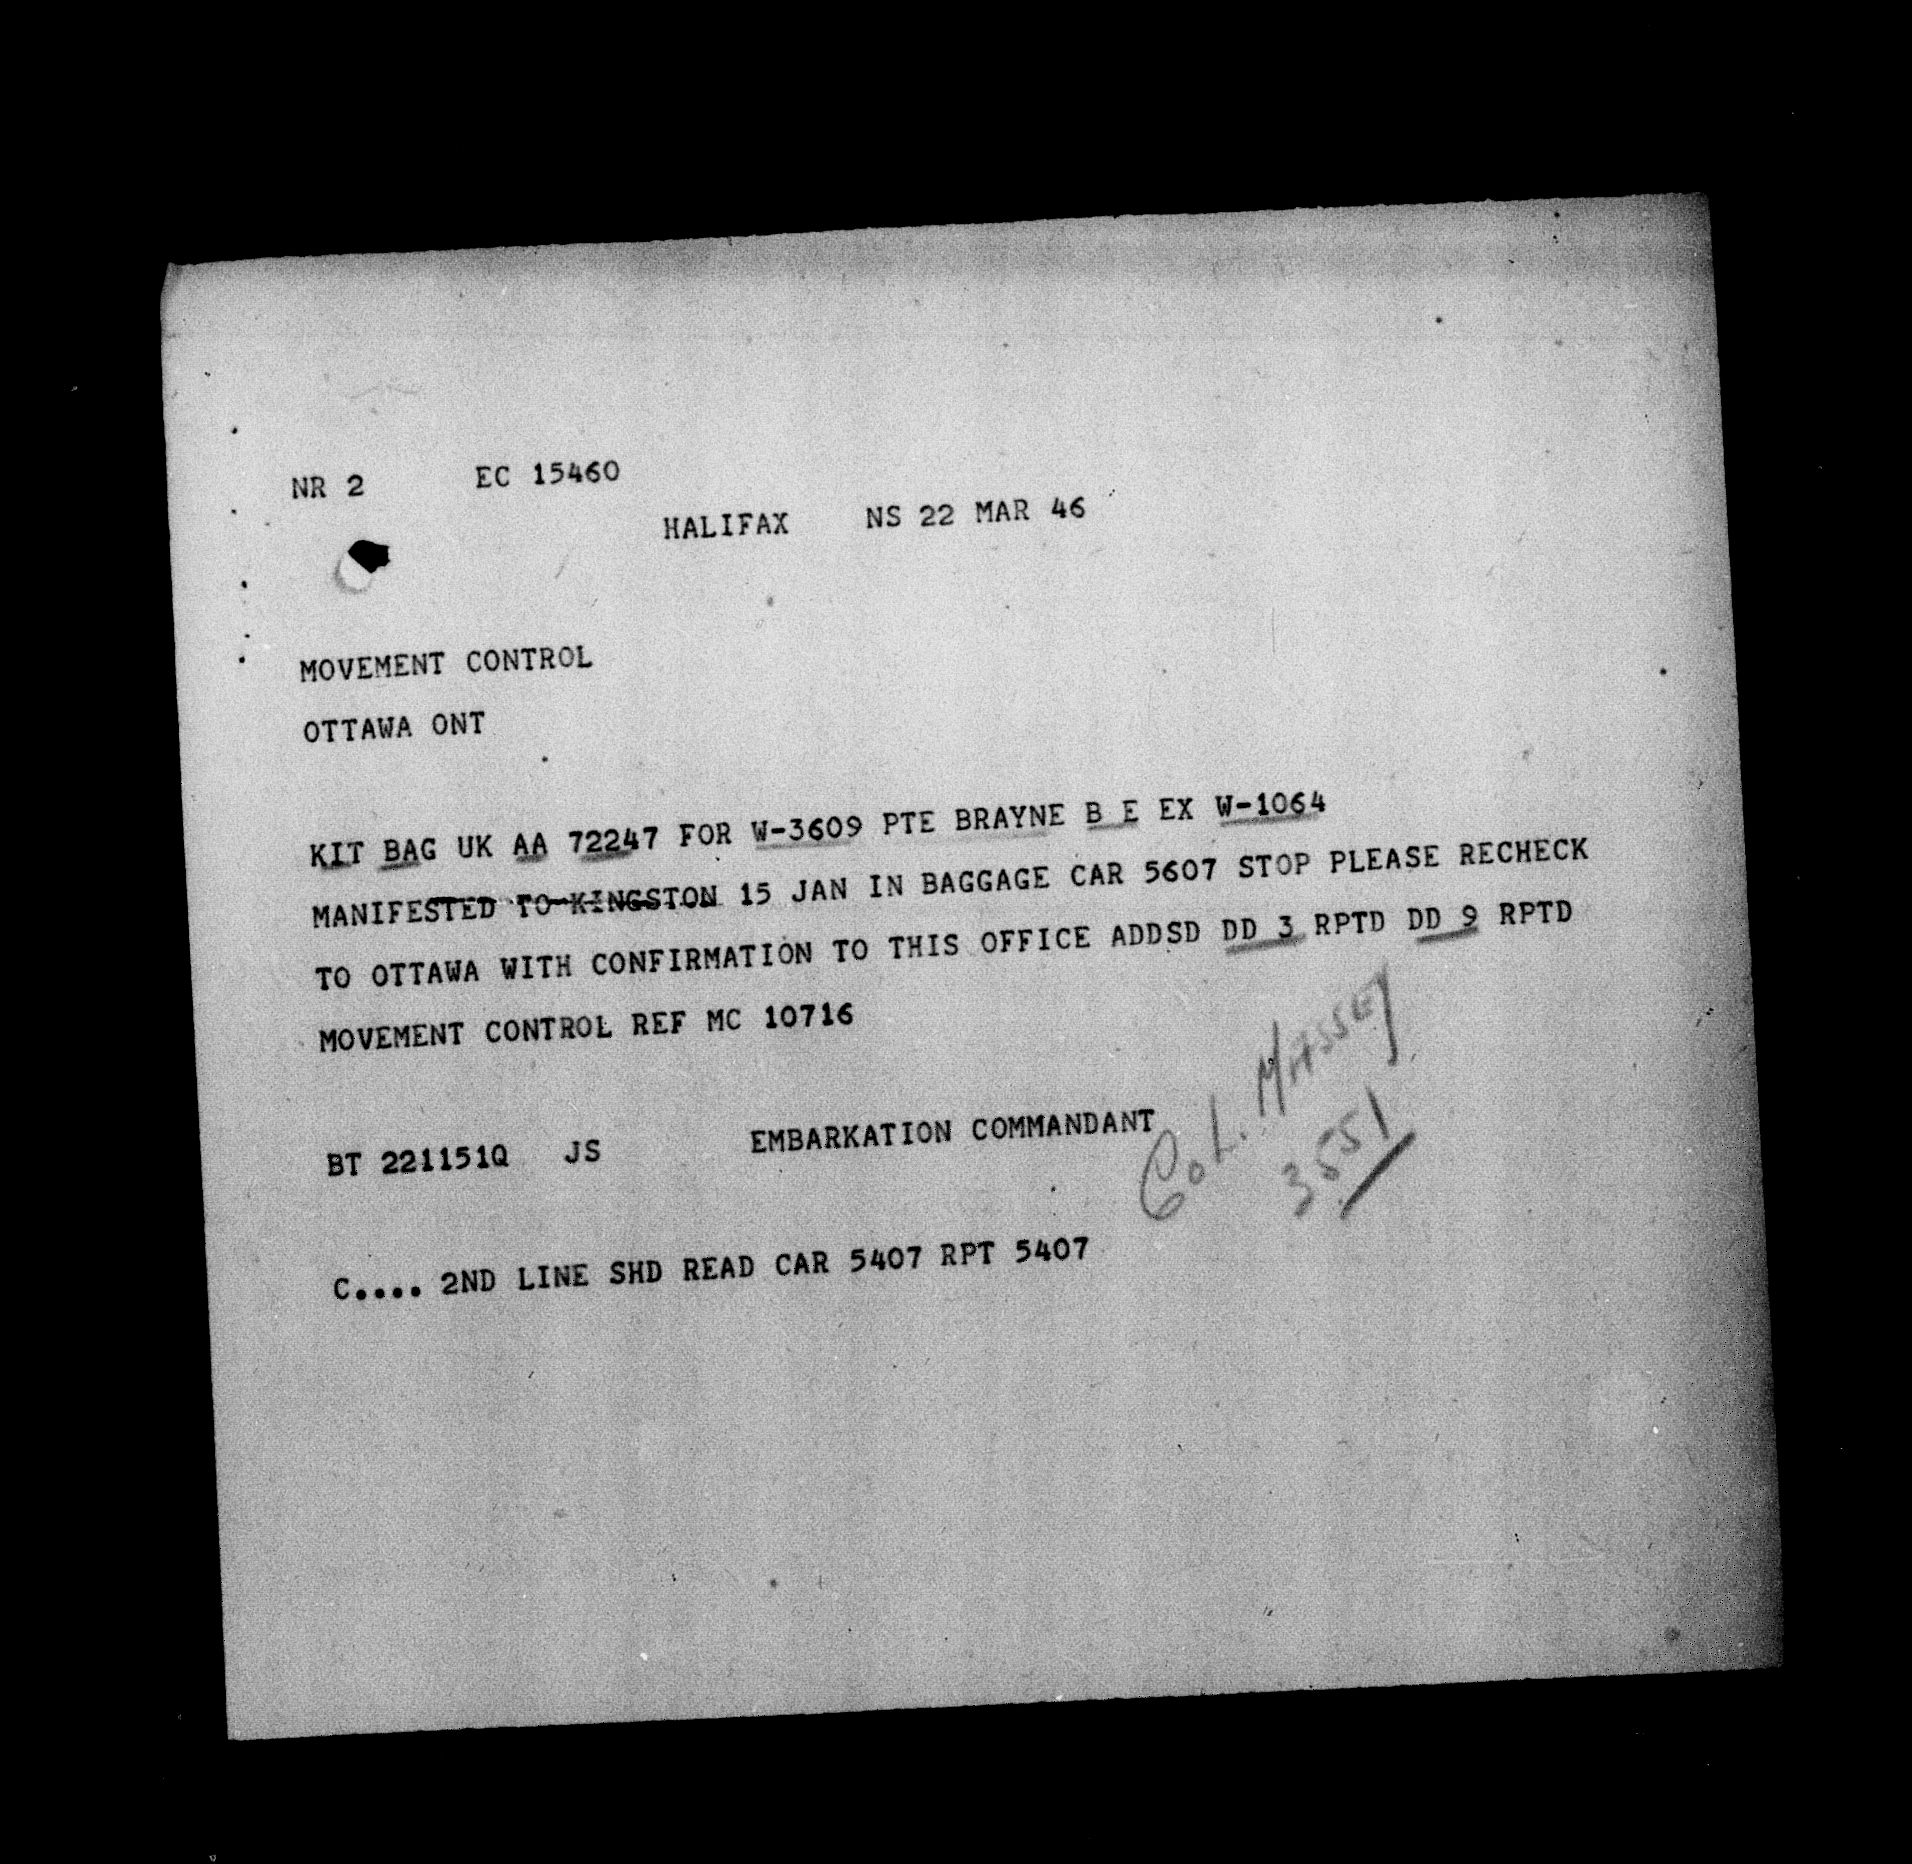 NR 2 EC 15460
HALIFAX NS 22 MAR 46
MOVEMENT CONTROL
OTTAWA ONT
KIT BAG UK AA 72247 FOR W-3609 PTE BRAYNE B E EX W-1064
MANIFESTED TO KINGSTON 15 JAN IN BAGGAGE CAR 5607 STOP PLEASE RECHECK
TO OTTAWA WITH CONFIRMATION TO THIS OFFICE ADDSD DD 3 RPTD DD 9 RPTD
MOVEMENT CONTROL REF MC 10716
COL. MASSEY
3551
BT 221151Q JS EMBARKATION COMMANDANT
C.... 2ND LINE SHD READ CAR 5407 RPT 5407